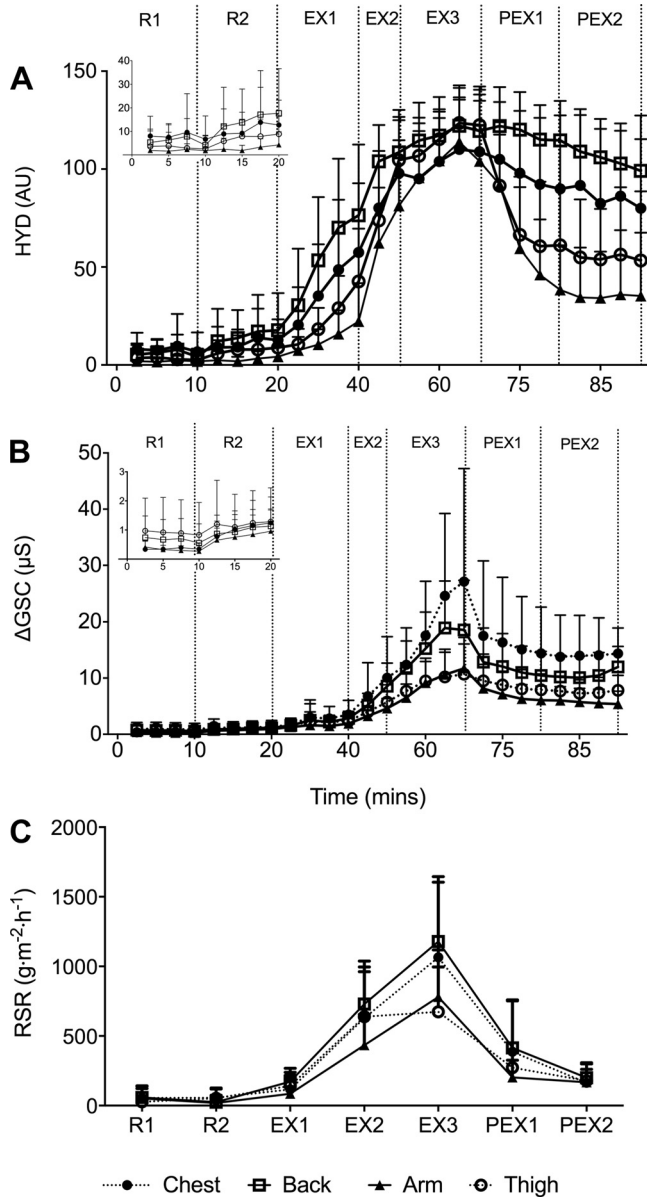 R1 R2 EX1 EX2 EX3 PEX1 PEX2
A
150
100
50
0
HYD (AU)
40
30
20
10
0 5 10 15 20
0 10 20 40 60 75 85
B
R1 R2 EX1 EX2 EX3 PEX1 PEX2
50
40
30
20
10
0
ΔGSC (µS)
3
2
1
0 5 10 15 20
0 10 20 40 60 75 85
Time (mins)
C
2000
1500
1000
500
0
RSR (g·m⁻²·h⁻¹)
R1 R2 EX1 EX2 EX3 PEX1 PEX2
Chest Back Arm Thigh